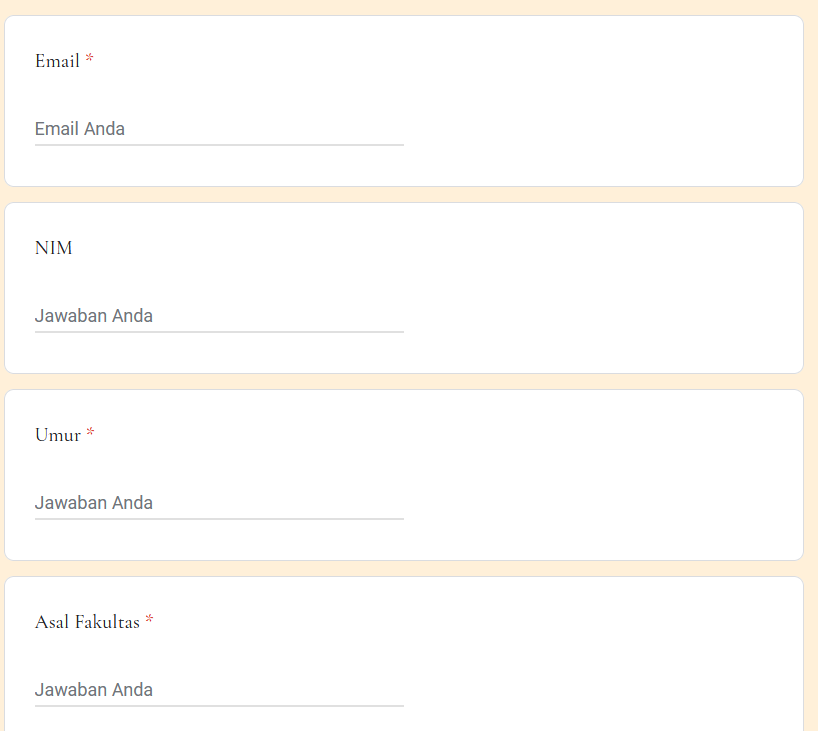 Email *
Email Anda
NIM
Jawaban Anda
Umur *
Jawaban Anda
Asal Fakultas *
Jawaban Anda